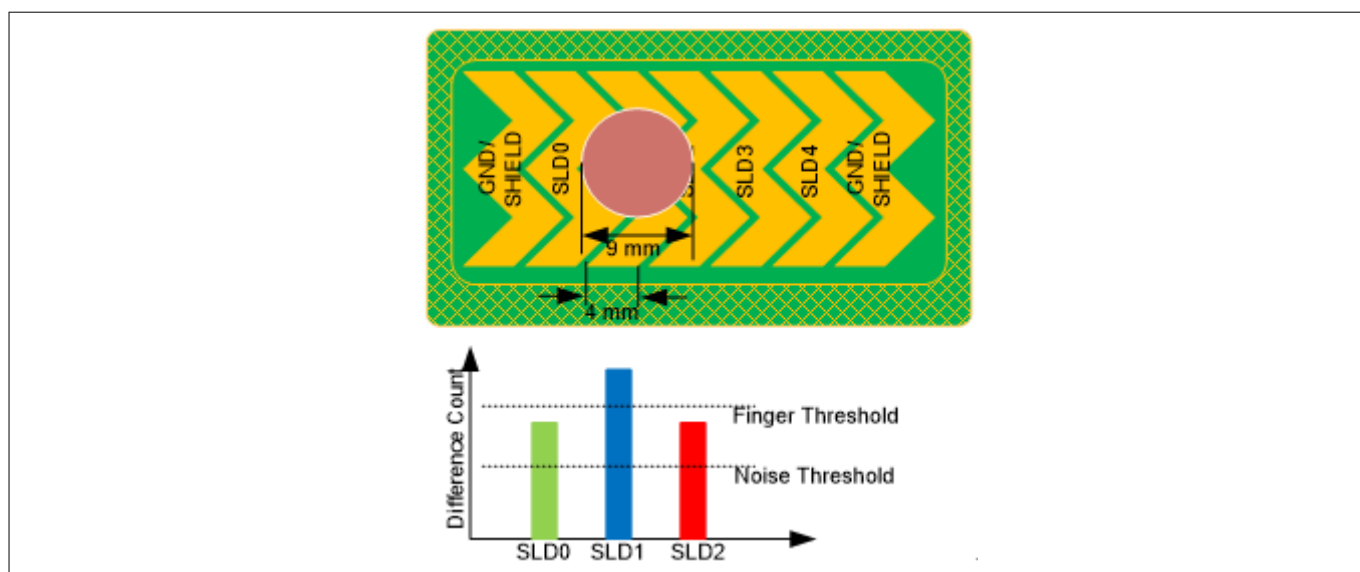 GND/
SHIELD
SLD0
SLD3
SLD4
GND/
SHIELD
9 mm
4 mm
Difference Count
Finger Threshold
Noise Threshold
SLD0
SLD1
SLD2